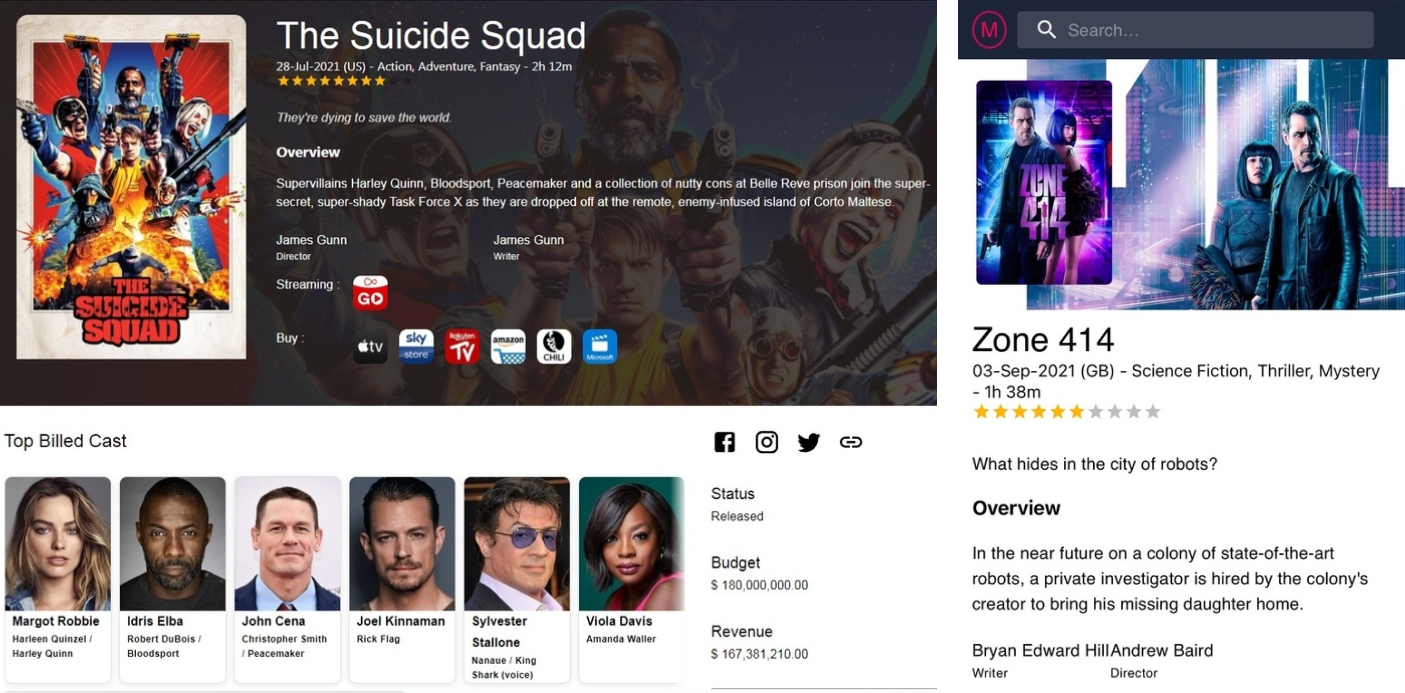 The Suicide Squad
28-Jul-2021 (US) - Action, Adventure, Fantasy - 2h 12m
They're dying to save the world.
Overview
Supervillains Harley Quinn, Bloodsport, Peacemaker and a collection of nutty cons at Belle Reve prison join the super-
secret, super-shady Task Force X as they are dropped off at the remote, enemy-infused island of Corto Maltese.
James Gunn James Gunn
Director Writer
Streaming : GO
Buy : tv sky store Rakuten TV amazon CHILI Microsoft
THE
SUICIDE
SQUAD
Top Billed Cast
Margot Robbie
Harleen Quinzel /
Harley Quinn
Idris Elba
Robert DuBois /
Bloodsport
John Cena
Christopher Smith
/ Peacemaker
Joel Kinnaman
Rick Flag
Sylvester
Stallone
Nanaue / King
Shark (voice)
Viola Davis
Amanda Waller
Status
Released
Budget
$ 180,000,000.00
Revenue
$ 167,381,210.00
M Search...
ZONE
414
Zone 414
03-Sep-2021 (GB) - Science Fiction, Thriller, Mystery
- 1h 38m
What hides in the city of robots?
Overview
In the near future on a colony of state-of-the-art
robots, a private investigator is hired by the colony's
creator to bring his missing daughter home.
Bryan Edward HillAndrew Baird
Writer Director